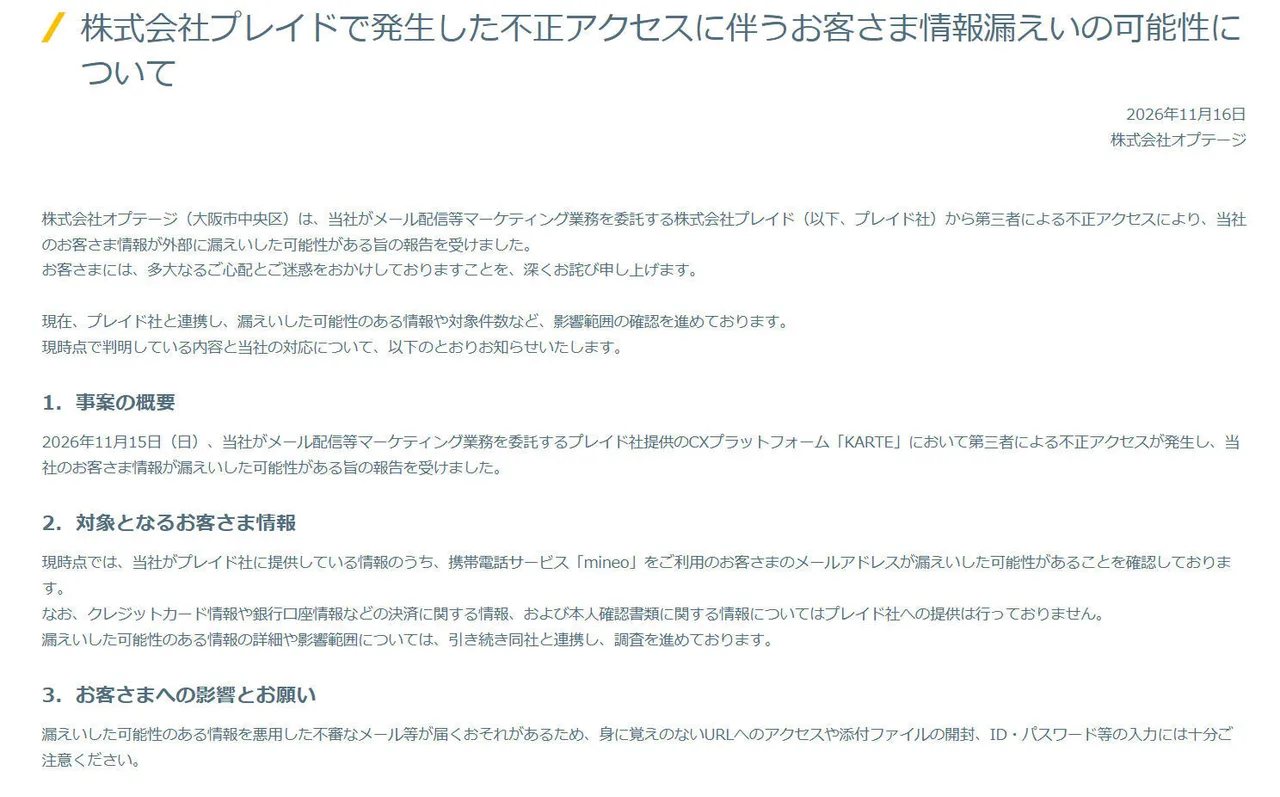 株式会社プレイドで発生した不正アクセスに伴うお客さま情報漏えいの可能性に
ついて
2026年11月16日
株式会社オプテージ
株式会社オプテージ（大阪市中央区）は、当社がメール配信等マーケティング業務を委託する株式会社プレイド（以下、プレイド社）から第三者による不正アクセスにより、当社
のお客さま情報が外部に漏えいした可能性がある旨の報告を受けました。
お客さまには、多大なるご心配とご迷惑をおかけしておりますことを、深くお詫び申し上げます。
現在、プレイド社と連携し、漏えいした可能性のある情報や対象件数など、影響範囲の確認を進めております。
現時点で判明している内容と当社の対応について、以下のとおりお知らせいたします。
1．事案の概要
2026年11月15日（日）、当社がメール配信等マーケティング業務を委託するプレイド社提供のCXプラットフォーム「KARTE」において第三者による不正アクセスが発生し、当
社のお客さま情報が漏えいした可能性がある旨の報告を受けました。
2．対象となるお客さま情報
現時点では、当社がプレイド社に提供している情報のうち、携帯電話サービス「mineo」をご利用のお客さまのメールアドレスが漏えいした可能性があることを確認しておりま
す。
なお、クレジットカード情報や銀行口座情報などの決済に関する情報、および本人確認書類に関する情報についてはプレイド社への提供は行っておりません。
漏えいした可能性のある情報の詳細や影響範囲については、引き続き同社と連携し、調査を進めております。
3．お客さまへの影響とお願い
漏えいした可能性のある情報を悪用した不審なメール等が届くおそれがあるため、身に覚えのないURLへのアクセスや添付ファイルの開封、ID・パスワード等の入力には十分ご
注意ください。